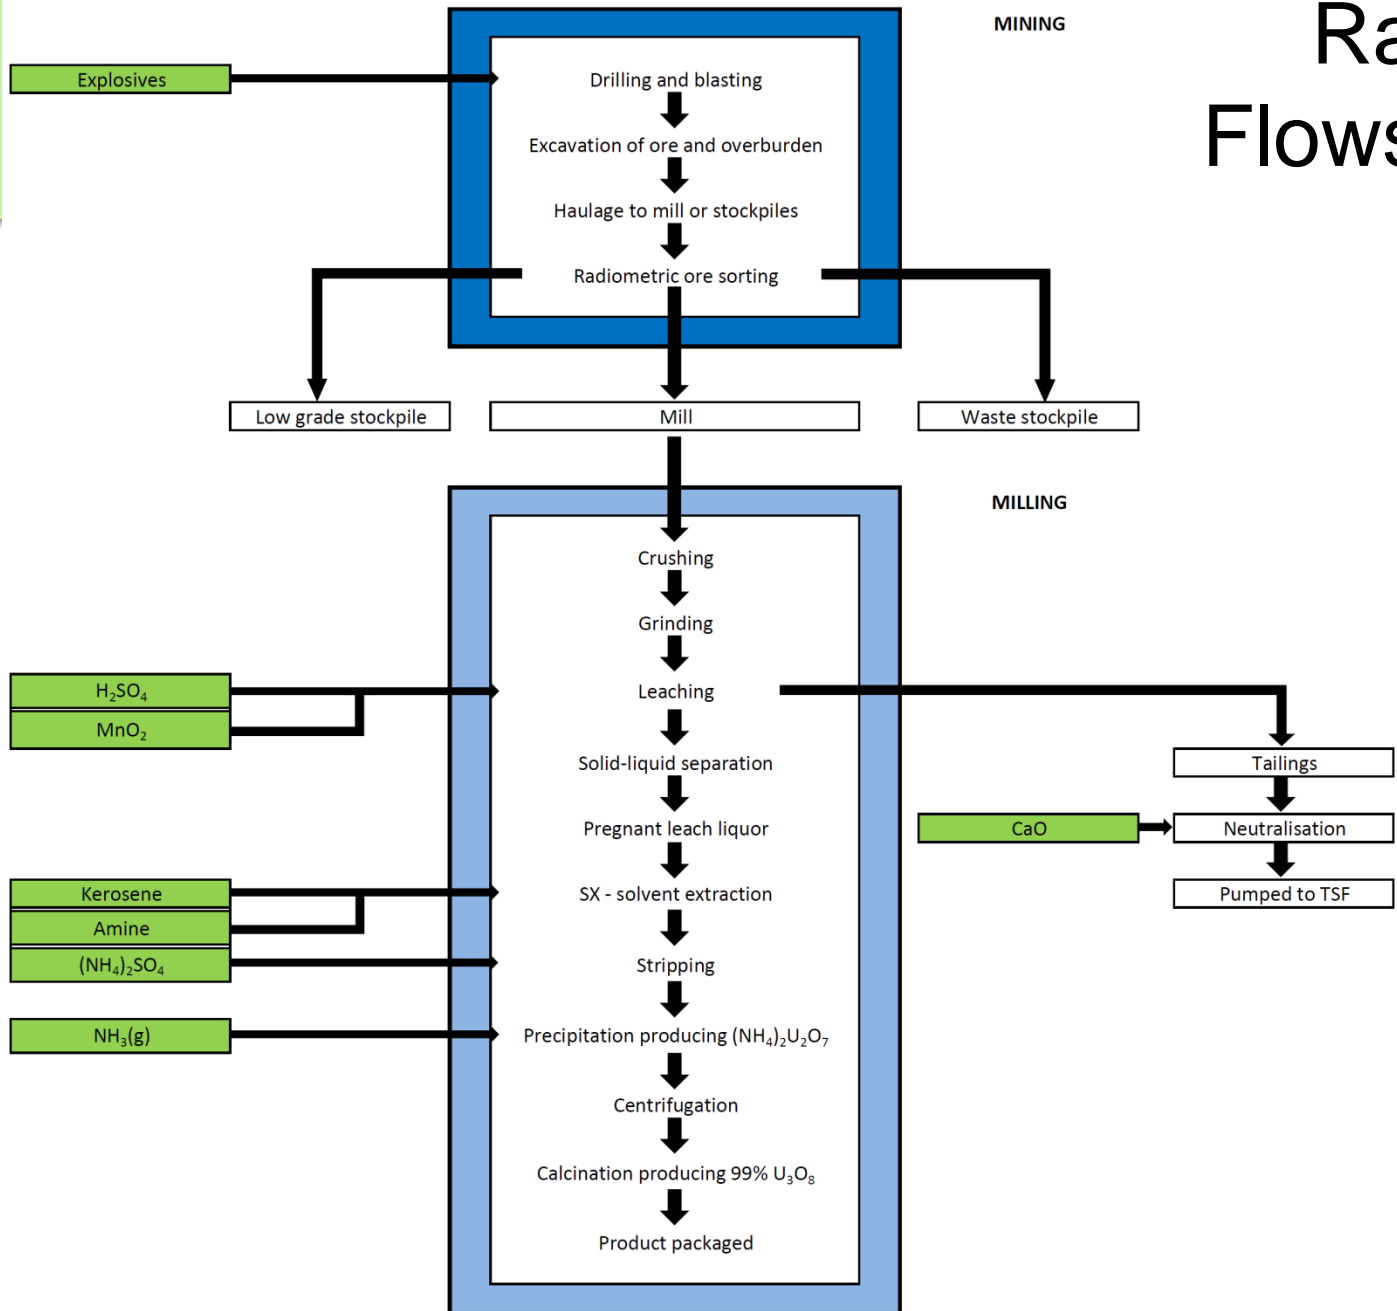 MINING
Ra
Flows
Explosives
Drilling and blasting
Excavation of ore and overburden
Haulage to mill or stockpiles
Radiometric ore sorting
Low grade stockpile
Mill
Waste stockpile
MILLING
Crushing
Grinding
H₂SO₄
MnO₂
Leaching
Solid-liquid separation
Tailings
Pregnant leach liquor
CaO
Neutralisation
Kerosene
Amine
SX - solvent extraction
Pumped to TSF
(NH₄)₂SO₄
Stripping
NH₃(g)
Precipitation producing (NH₄)₂U₂O₇
Centrifugation
Calcination producing 99% U₃O₈
Product packaged